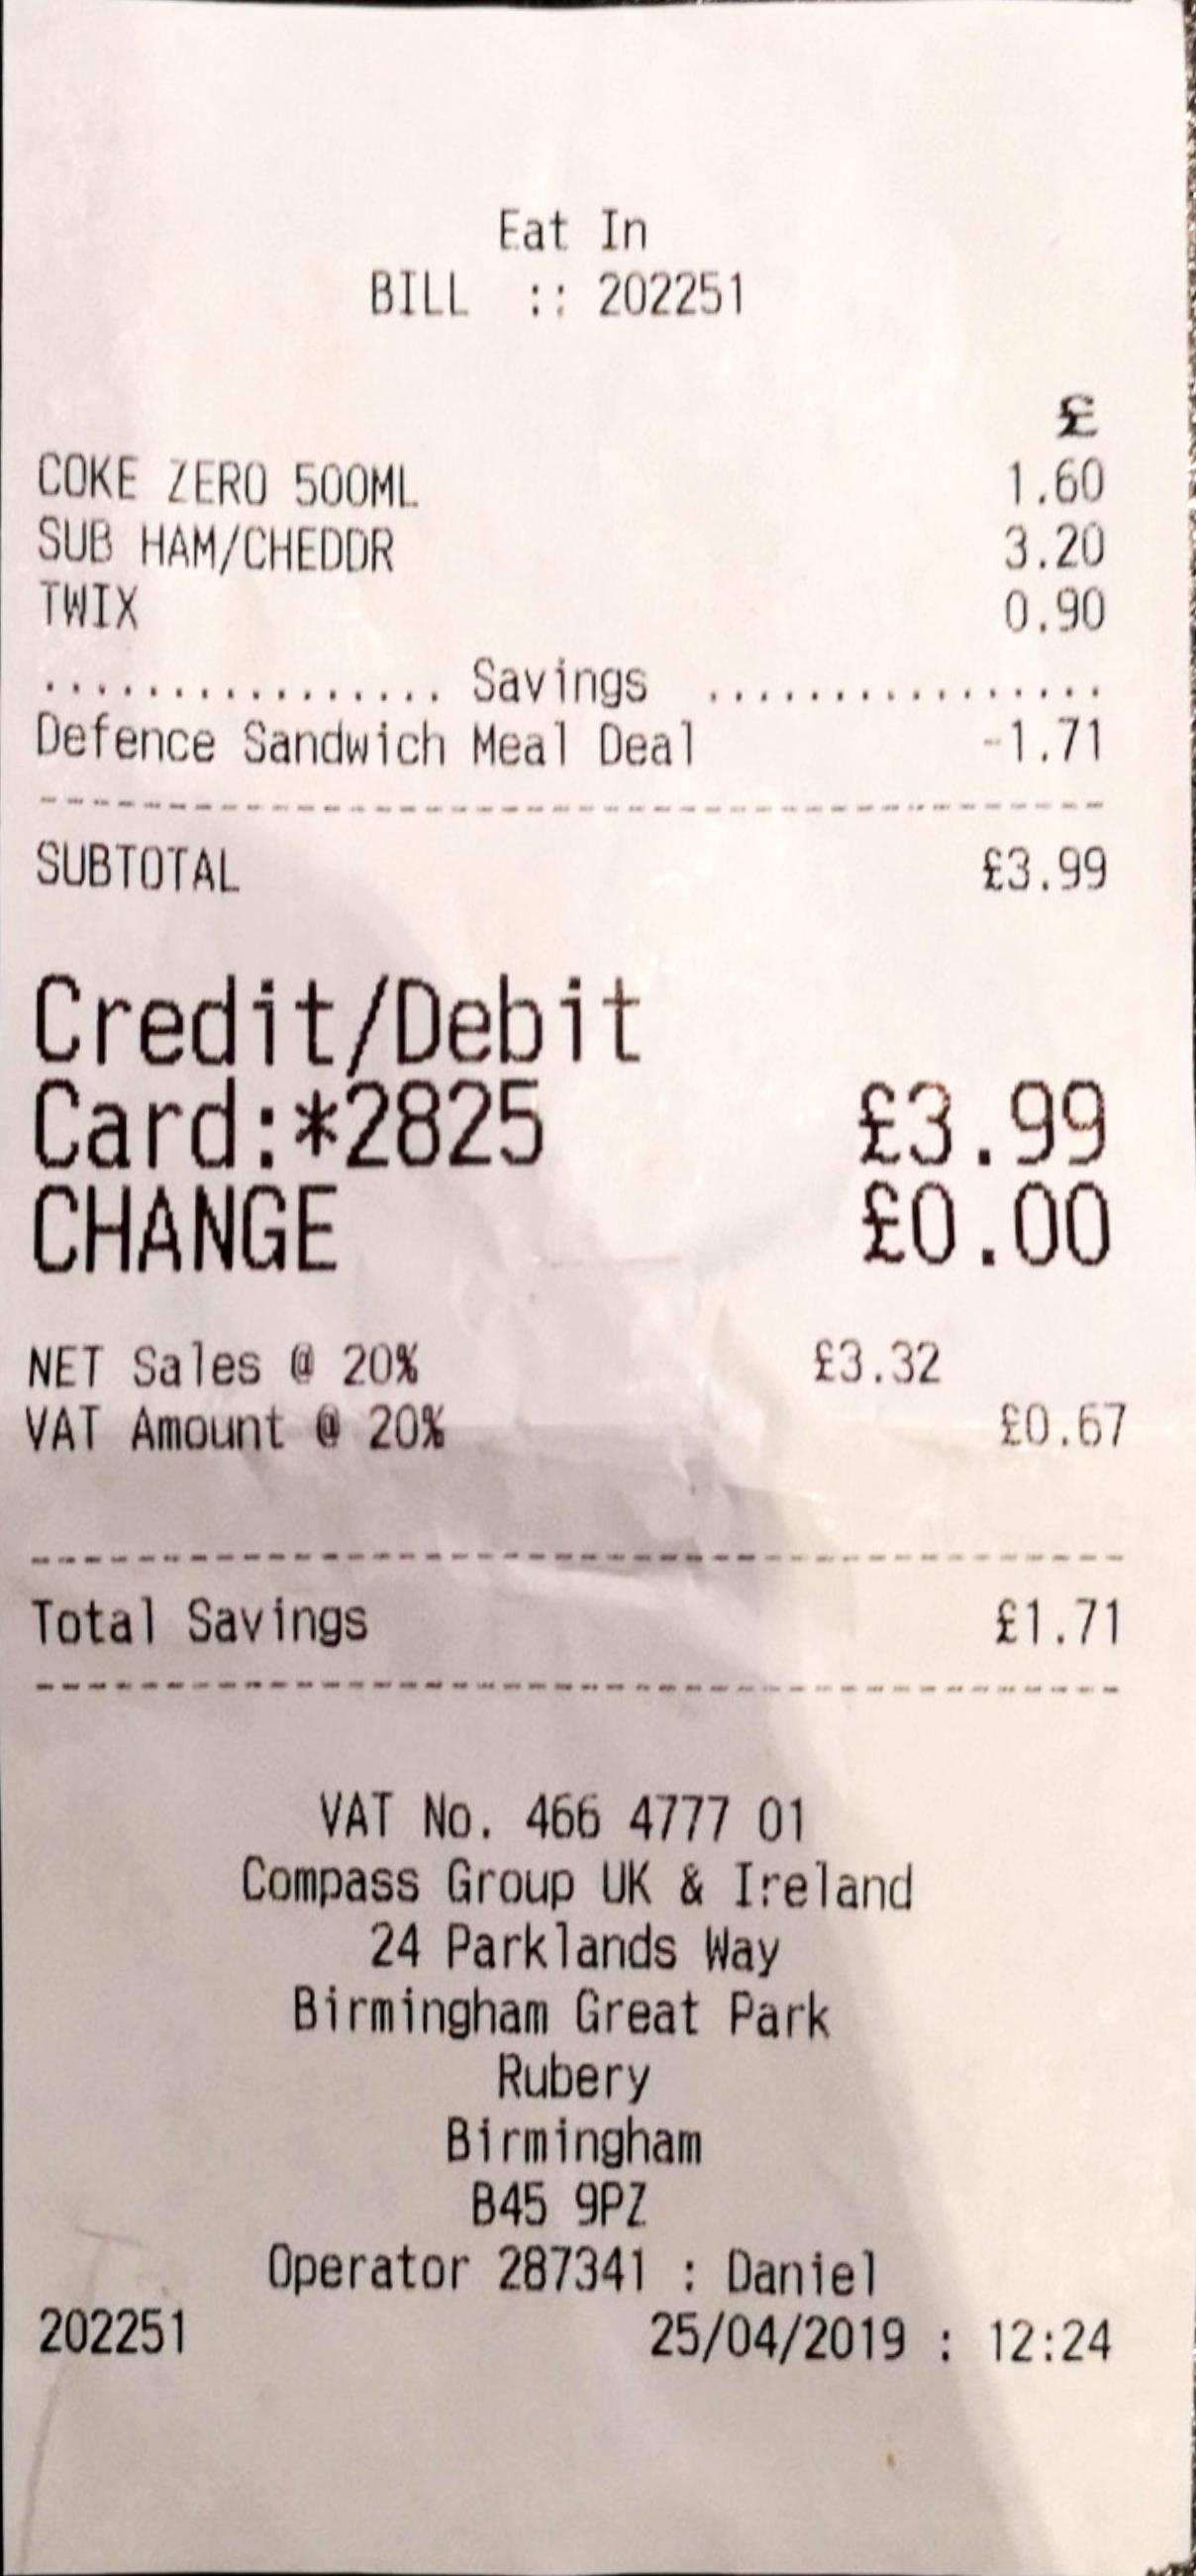 Eat In
BILL :: 202251
£
COKE ZERO 500ML 1.60
SUB HAM/CHEDDR 3.20
TWIX 0.90
................ Savings ................
Defence Sandwich Meal Deal -1.71
------------------------------------------
SUBTOTAL £3.99
Credit/Debit
Card:*2825 £3.99
CHANGE £0.00
NET Sales @ 20% £3.32
VAT Amount @ 20% £0.67
------------------------------------------
Total Savings £1.71
------------------------------------------
VAT No. 466 4777 01
Compass Group UK & Ireland
24 Parklands Way
Birmingham Great Park
Rubery
Birmingham
B45 9PZ
Operator 287341 : Daniel
202251 25/04/2019 : 12:24